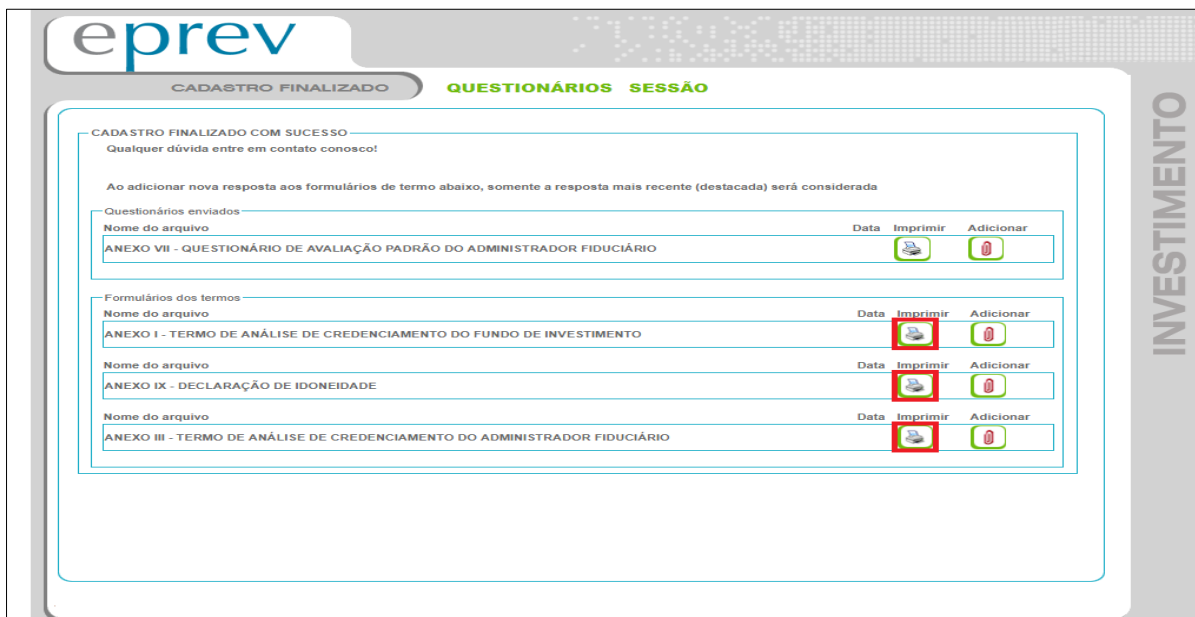 eprev
CADASTRO FINALIZADO QUESTIONÁRIOS SESSÃO
INVESTIMENTO
CADASTRO FINALIZADO COM SUCESSO
Qualquer dúvida entre em contato conosco!
Ao adicionar nova resposta aos formulários de termo abaixo, somente a resposta mais recente (destacada) será considerada
Questionários enviados
Nome do arquivo Data Imprimir Adicionar
ANEXO VII - QUESTIONÁRIO DE AVALIAÇÃO PADRÃO DO ADMINISTRADOR FIDUCIÁRIO
Formulários dos termos
Nome do arquivo Data Imprimir Adicionar
ANEXO I - TERMO DE ANÁLISE DE CREDENCIAMENTO DO FUNDO DE INVESTIMENTO
Nome do arquivo Data Imprimir Adicionar
ANEXO IX - DECLARAÇÃO DE IDONEIDADE
Nome do arquivo Data Imprimir Adicionar
ANEXO III - TERMO DE ANÁLISE DE CREDENCIAMENTO DO ADMINISTRADOR FIDUCIÁRIO